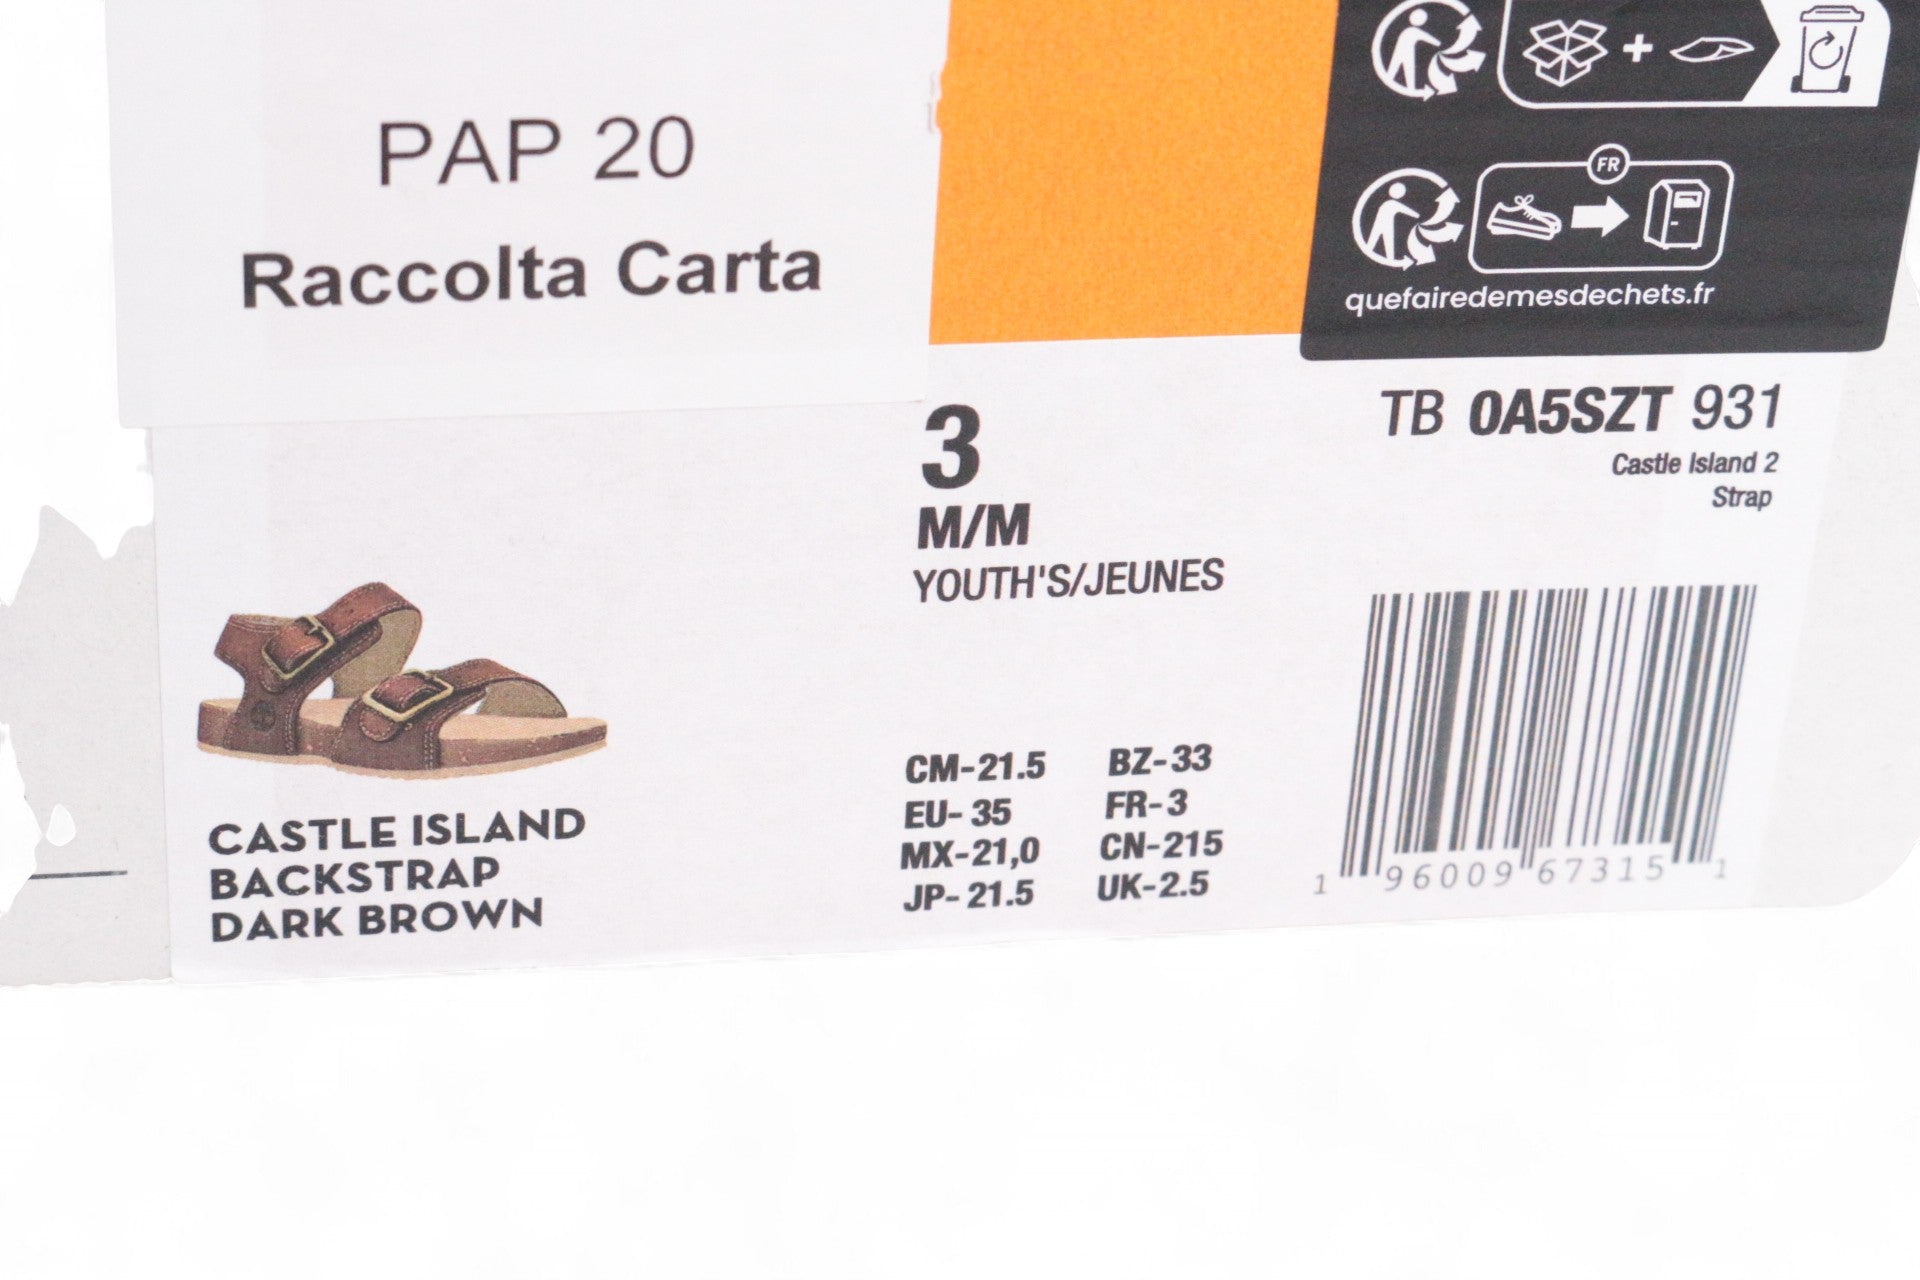 PAP 20
Raccolta Carta
FR
quefairedemesdechets.fr
3
M/M
YOUTH'S/JEUNES
TB 0A5SZT 931
Castle Island 2
Strap
CASTLE ISLAND
BACKSTRAP
DARK BROWN
CM-21.5 BZ-33
EU- 35 FR-3
MX-21,0 CN-215
JP- 21.5 UK-2.5
1 96009 67315 1